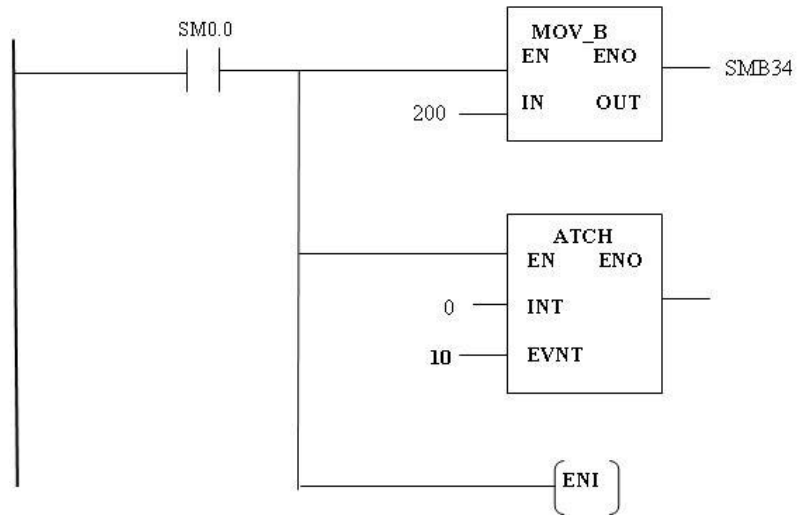 SM0.0
MOV_B
EN ENO
SMB34
200
IN OUT
ATCH
EN ENO
0
INT
10
EVNT
ENI